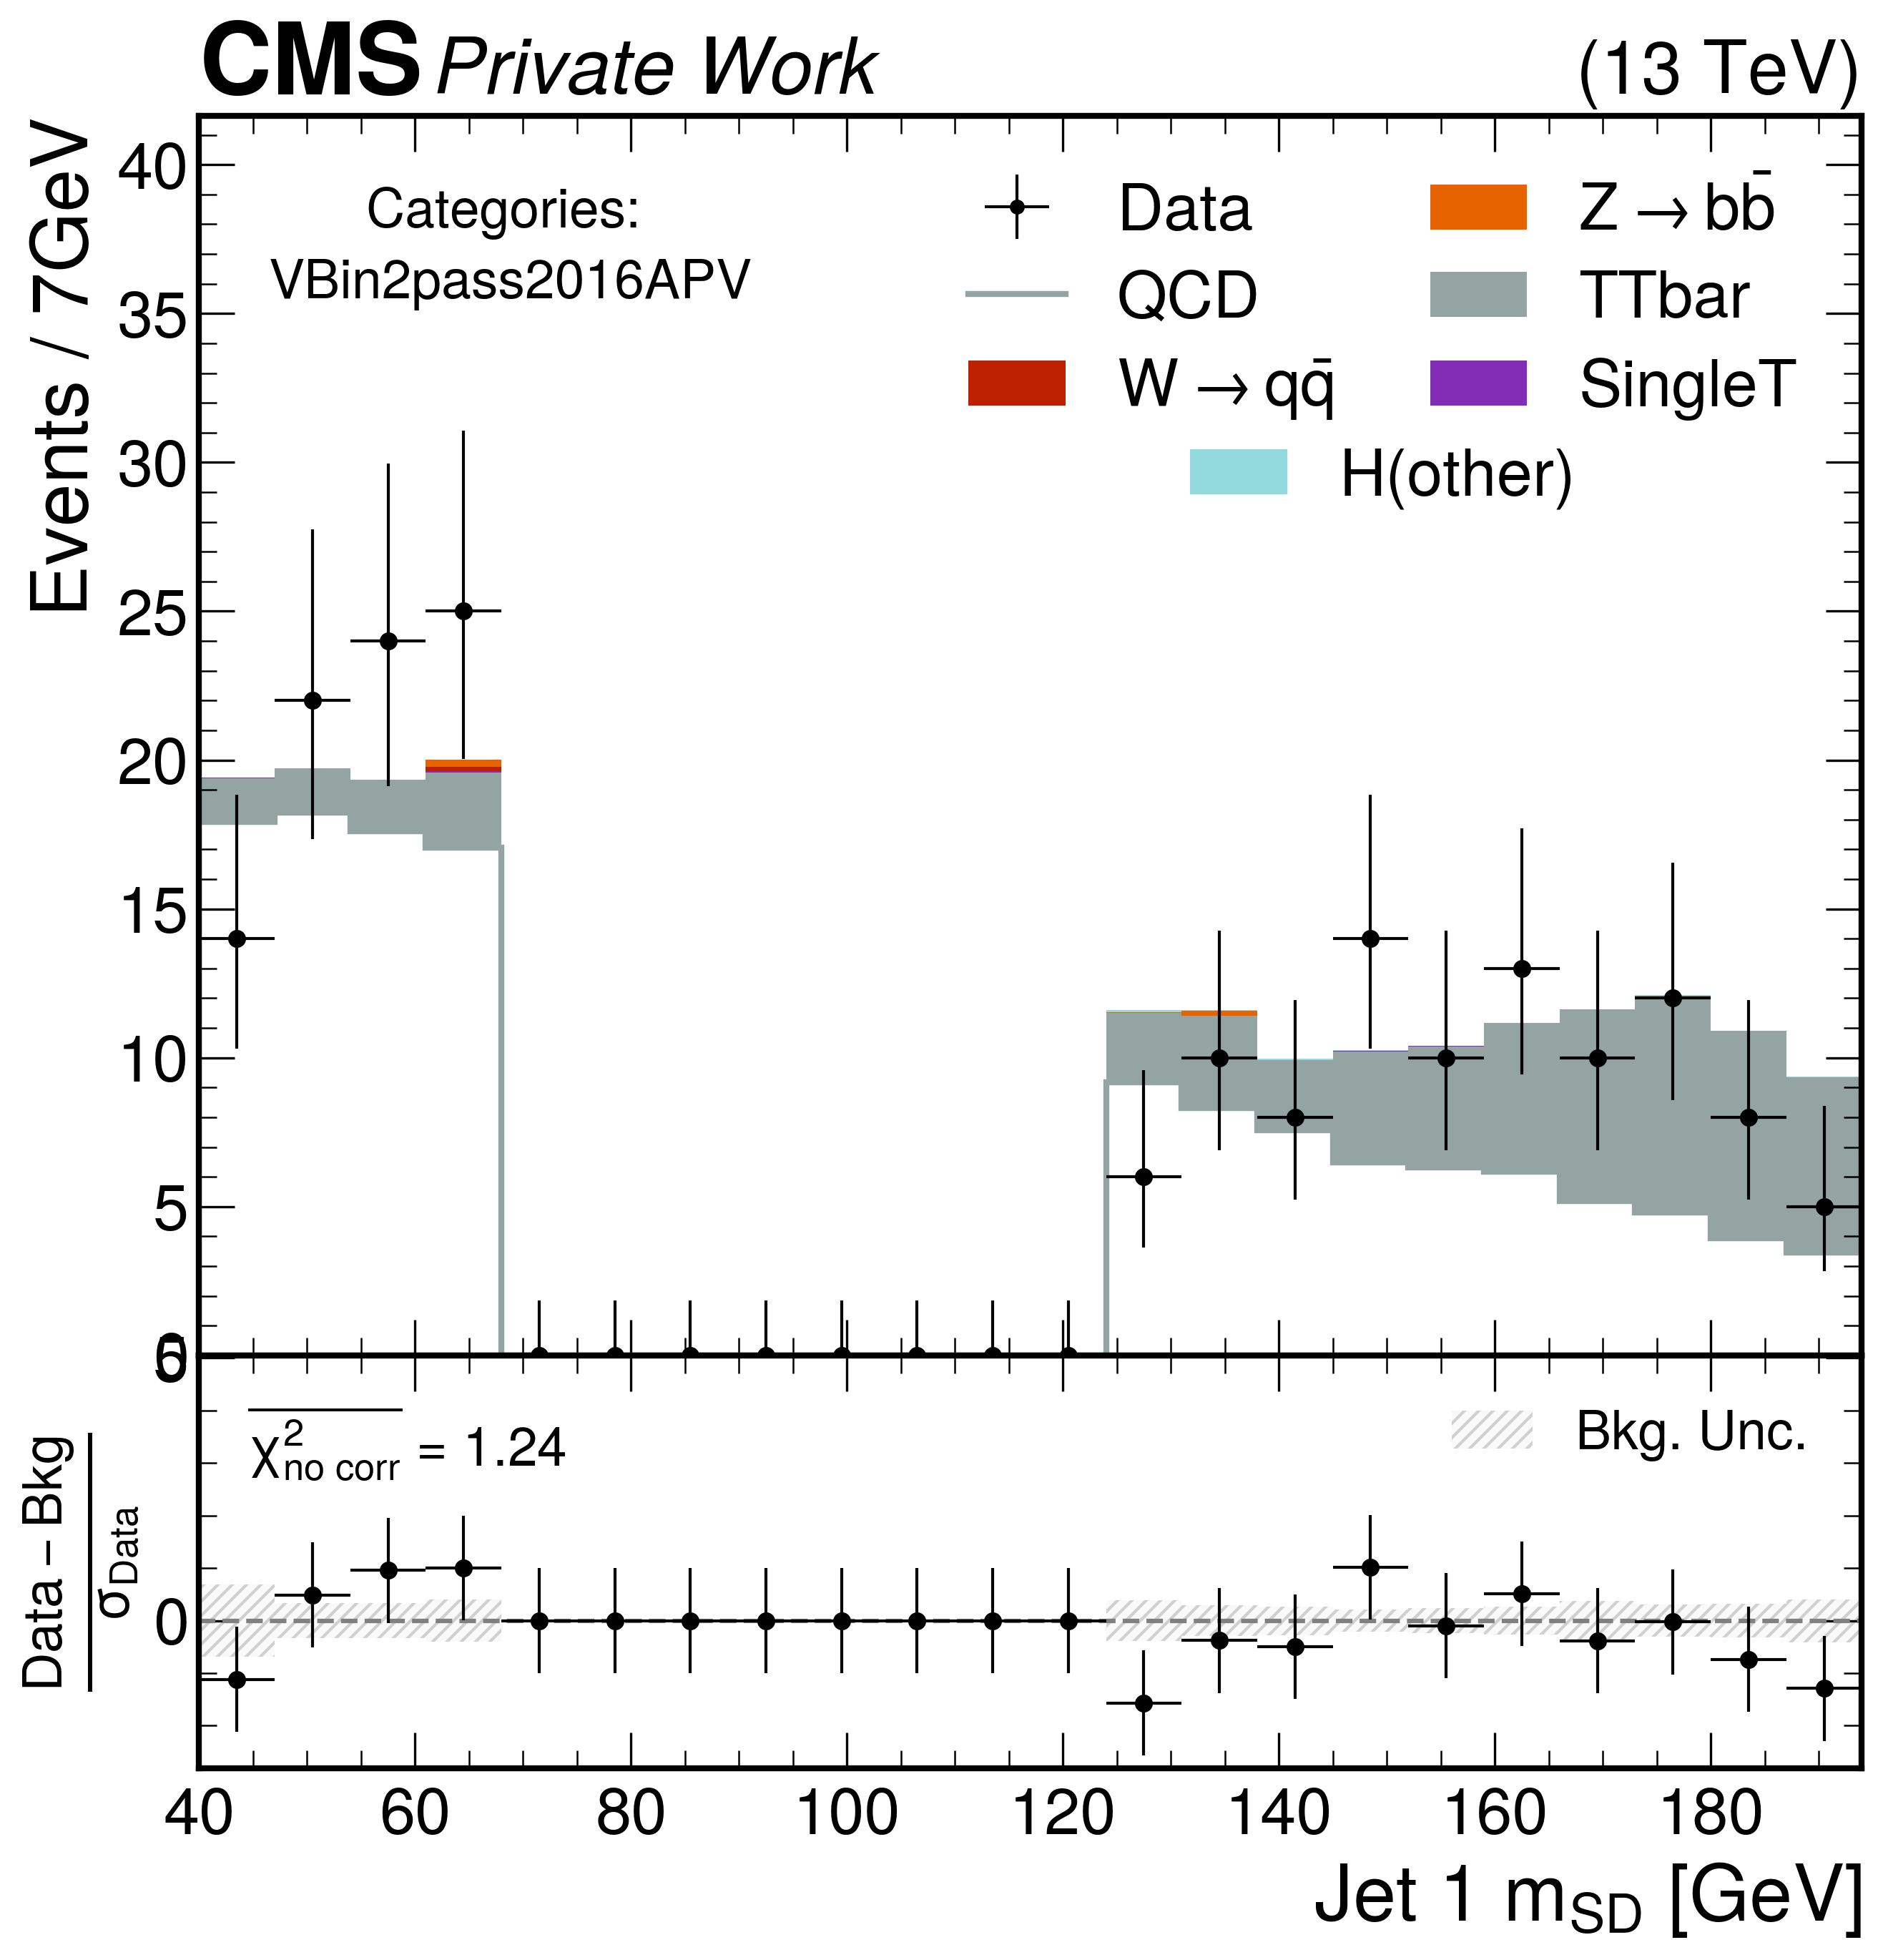 CMS Private Work (13 TeV)
Events / 7GeV
40
35
30
25
20
15
10
5
0
Categories:
VBin2pass2016APV
Data
QCD
W → qq̄
Z → bb̄
TTbar
SingleT
H(other)
Data − Bkg
σData
5
0
χ²no corr = 1.24
Bkg. Unc.
40 60 80 100 120 140 160 180
Jet 1 mSD [GeV]